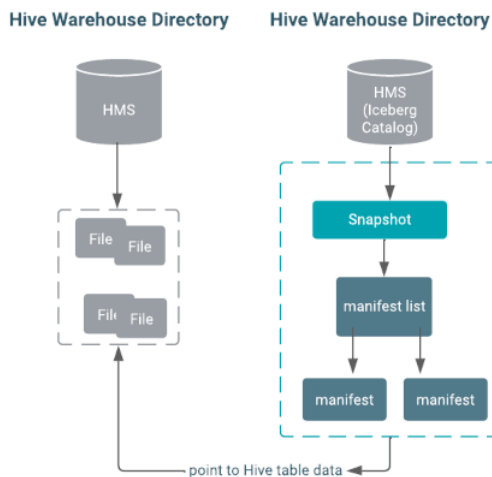 Hive Warehouse Directory
HMS
File
File
File
File
Hive Warehouse Directory
HMS
(Iceberg
Catalog)
Snapshot
manifest list
manifest
manifest
point to Hive table data